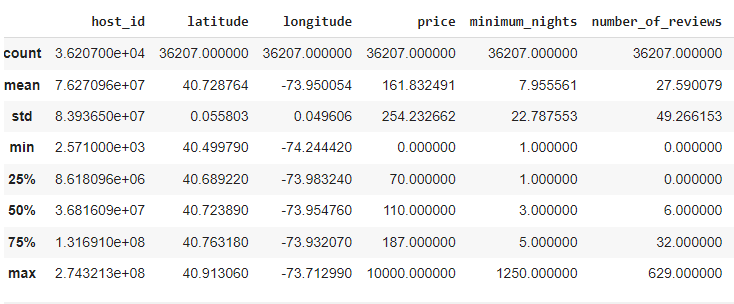 host_id latitude longitude price minimum_nights number_of_reviews
count 3.620700e+04 36207.000000 36207.000000 36207.000000 36207.000000 36207.000000
mean 7.627096e+07 40.728764 -73.950054 161.832491 7.955561 27.590079
std 8.393650e+07 0.055803 0.049606 254.232662 22.787553 49.266153
min 2.571000e+03 40.499790 -74.244420 0.000000 1.000000 0.000000
25% 8.618096e+06 40.689220 -73.983240 70.000000 1.000000 0.000000
50% 3.681609e+07 40.723890 -73.954760 110.000000 3.000000 6.000000
75% 1.316910e+08 40.763180 -73.932070 187.000000 5.000000 32.000000
max 2.743213e+08 40.913060 -73.712990 10000.000000 1250.000000 629.000000